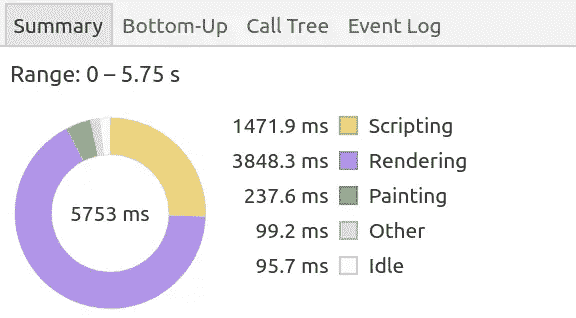 Summary Bottom-Up Call Tree Event Log
Range: 0 – 5.75 s
1471.9 ms Scripting
3848.3 ms Rendering
5753 ms
237.6 ms Painting
99.2 ms Other
95.7 ms Idle